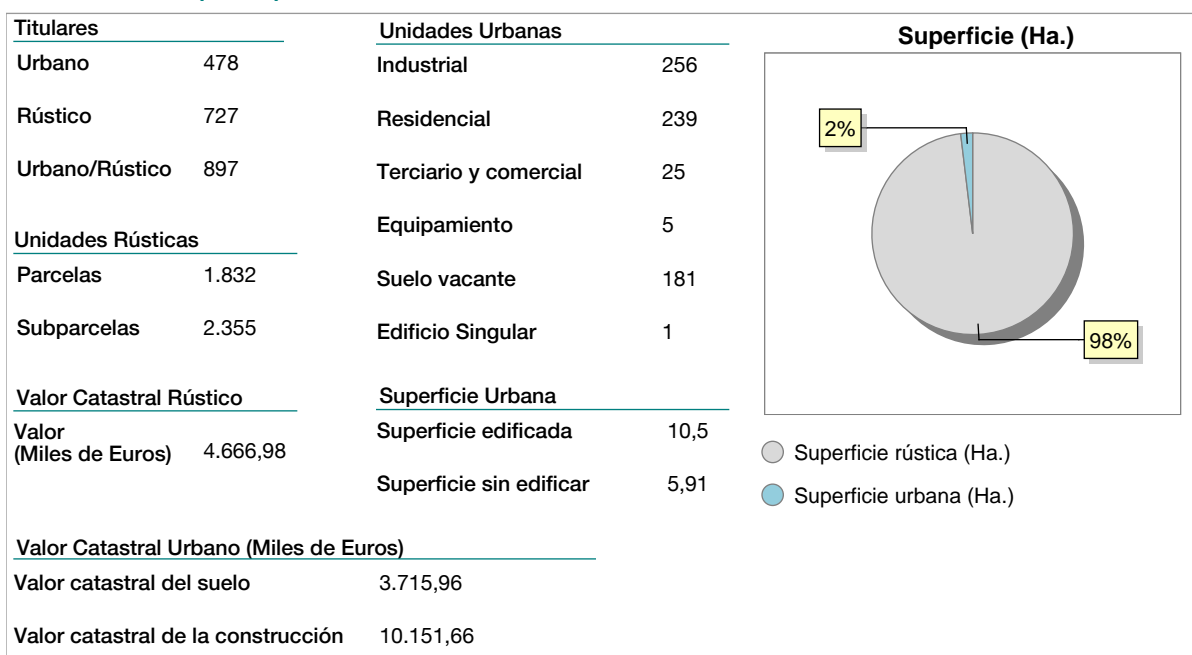 Titulares
Urbano 478
Rústico 727
Urbano/Rústico 897
Unidades Rústicas
Parcelas 1.832
Subparcelas 2.355
Valor Catastral Rústico
Valor
(Miles de Euros) 4.666,98
Unidades Urbanas
Industrial 256
Residencial 239
Terciario y comercial 25
Equipamiento 5
Suelo vacante 181
Edificio Singular 1
Superficie Urbana
Superficie edificada 10,5
Superficie sin edificar 5,91
Valor Catastral Urbano (Miles de Euros)
Valor catastral del suelo 3.715,96
Valor catastral de la construcción 10.151,66
Superficie (Ha.)
2%
98%
Superficie rústica (Ha.)
Superficie urbana (Ha.)